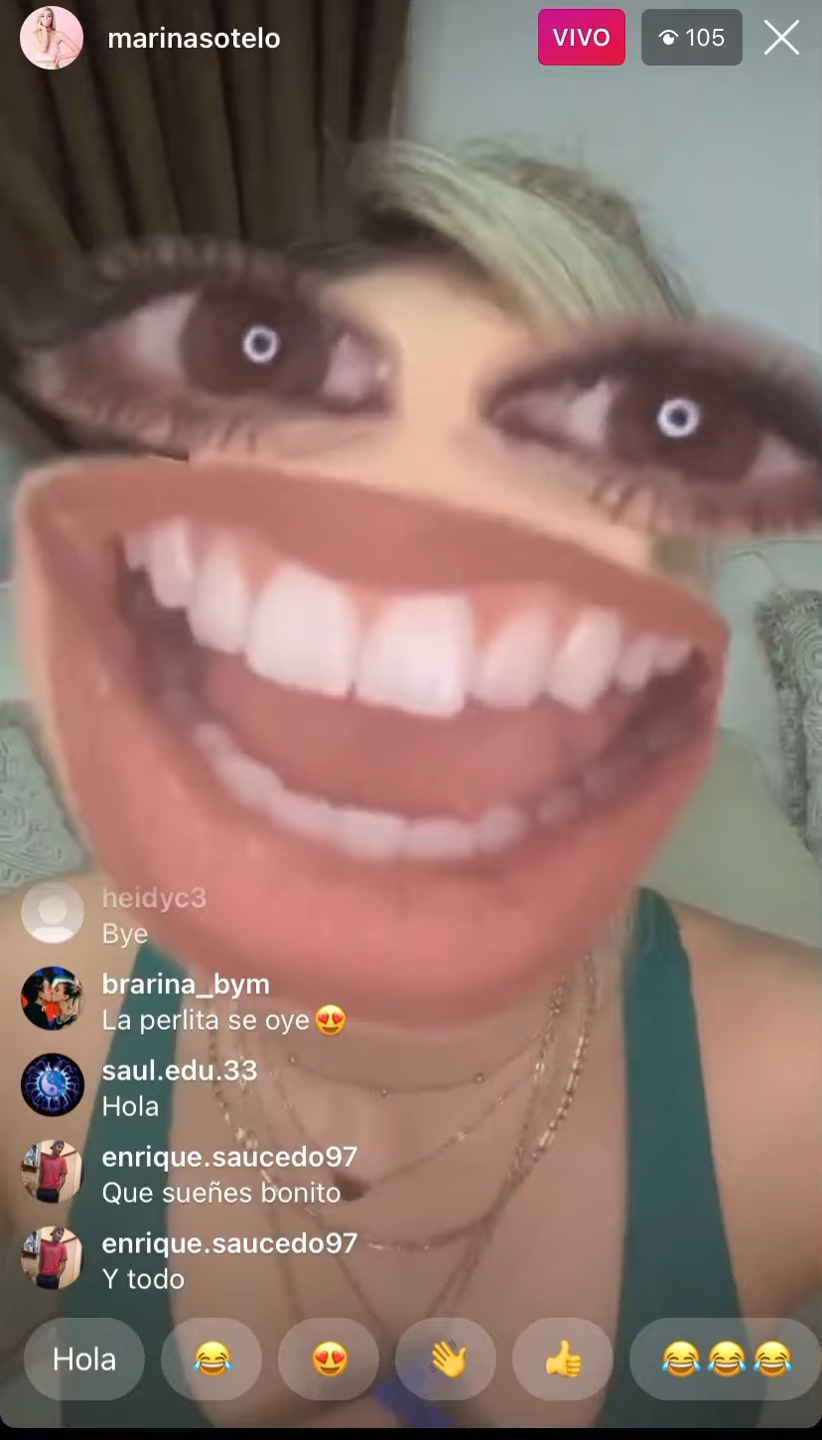 marinasotelo
VIVO
105
heidyc3
Bye
brarina_bym
La perlita se oye😍
saul.edu.33
Hola
enrique.saucedo97
Que sueñes bonito
enrique.saucedo97
Y todo
Hola 😂 😍 👋 👍 😂😂😂